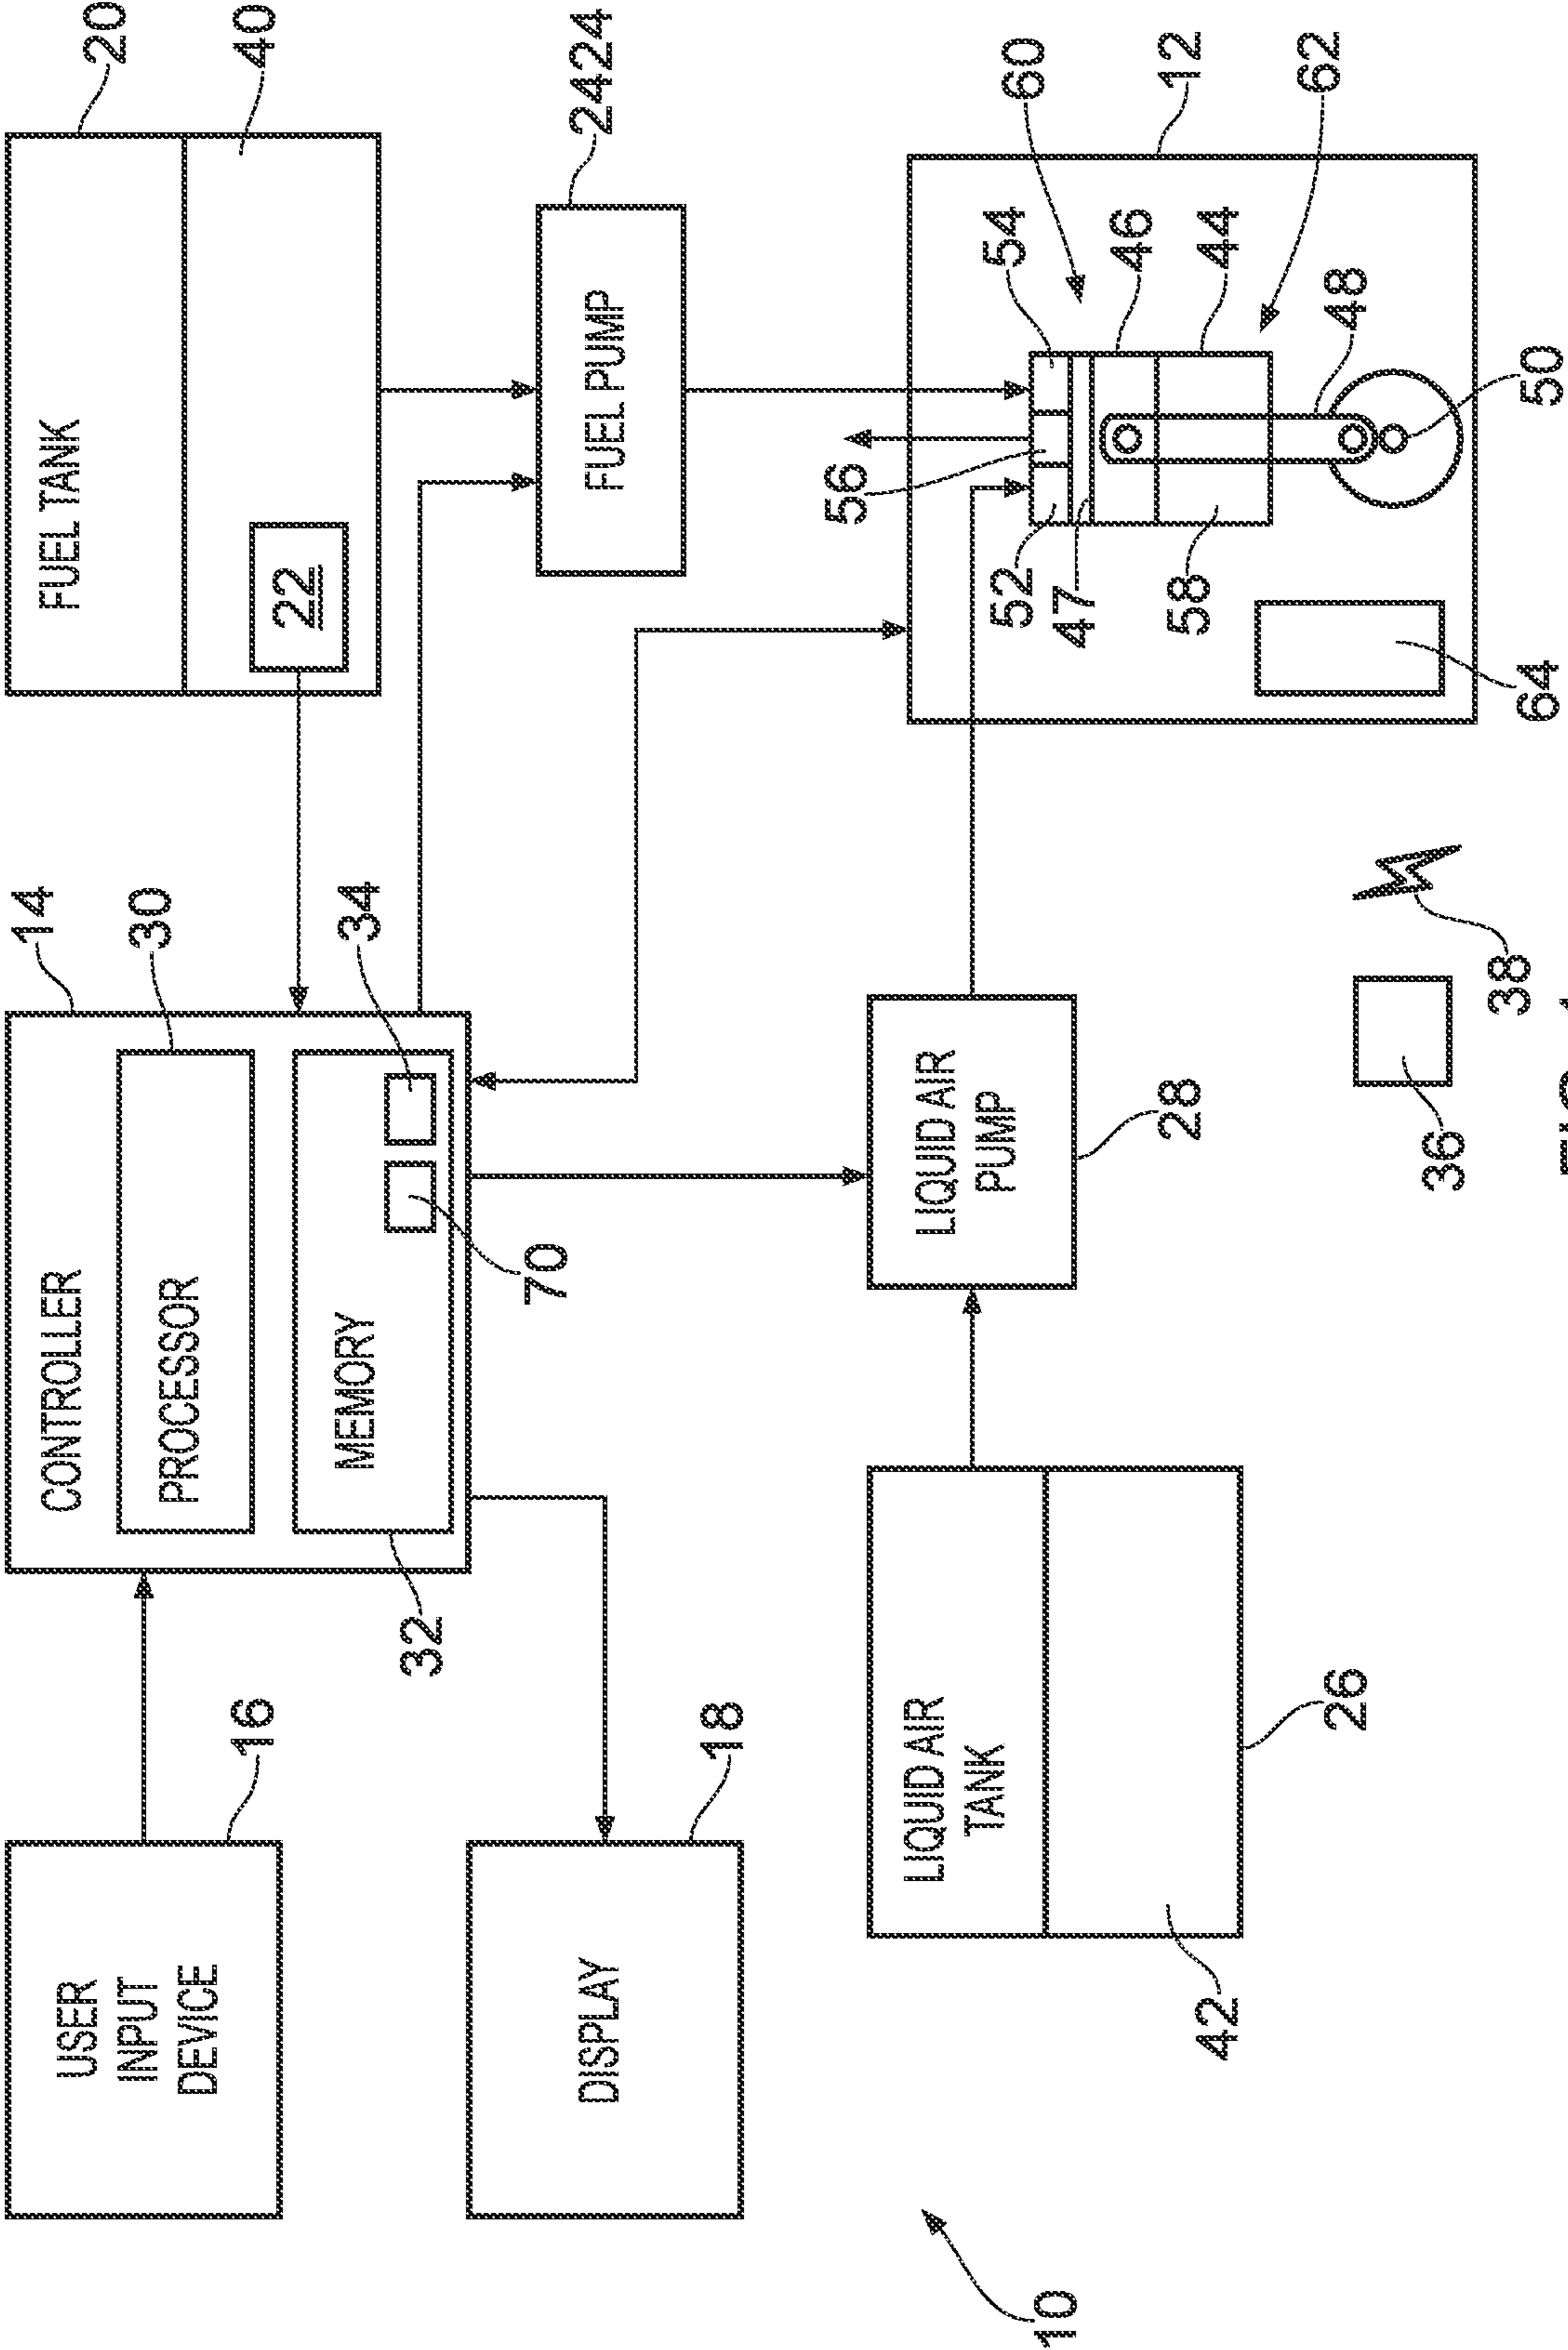 20
FUEL TANK
22
40
14
CONTROLLER
30
PROCESSOR
34
MEMORY
70
32
USER
INPUT
DEVICE
16
DISPLAY
18
2424
FUEL PUMP
LIQUID AIR
PUMP
28
LIQUID AIR
TANK
26
42
60
12
62
54
46
44
48
50
56
52
47
58
64
36
38
10